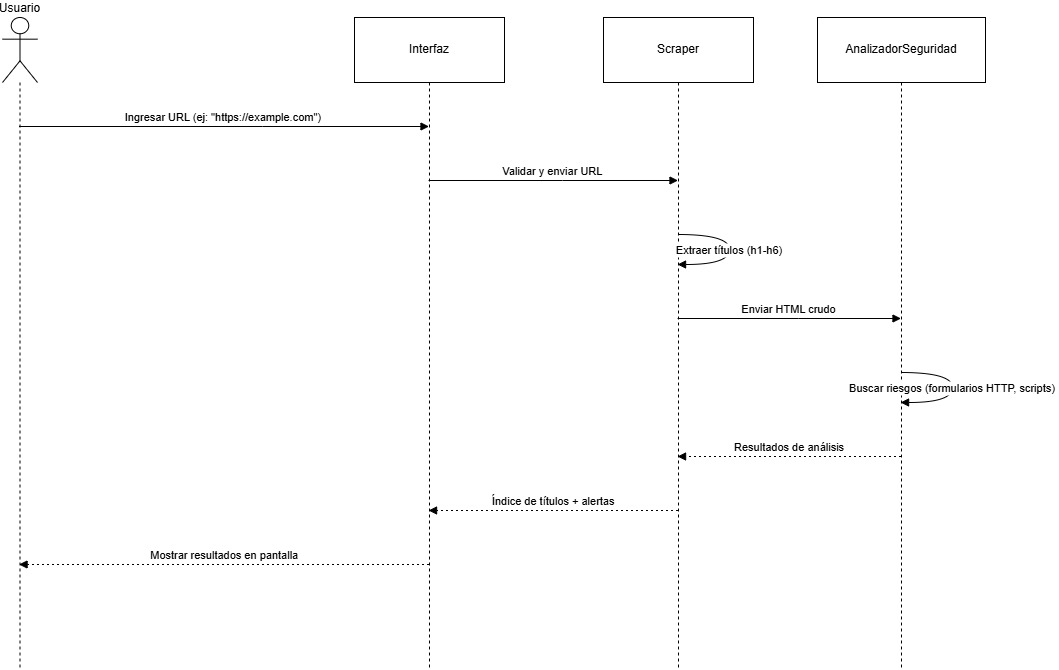 Usuario
Interfaz
Scraper
AnalizadorSeguridad
Ingresar URL (ej: "https://example.com")
Validar y enviar URL
Extraer títulos (h1-h6)
Enviar HTML crudo
Buscar riesgos (formularios HTTP, scripts)
Resultados de análisis
Índice de títulos + alertas
Mostrar resultados en pantalla